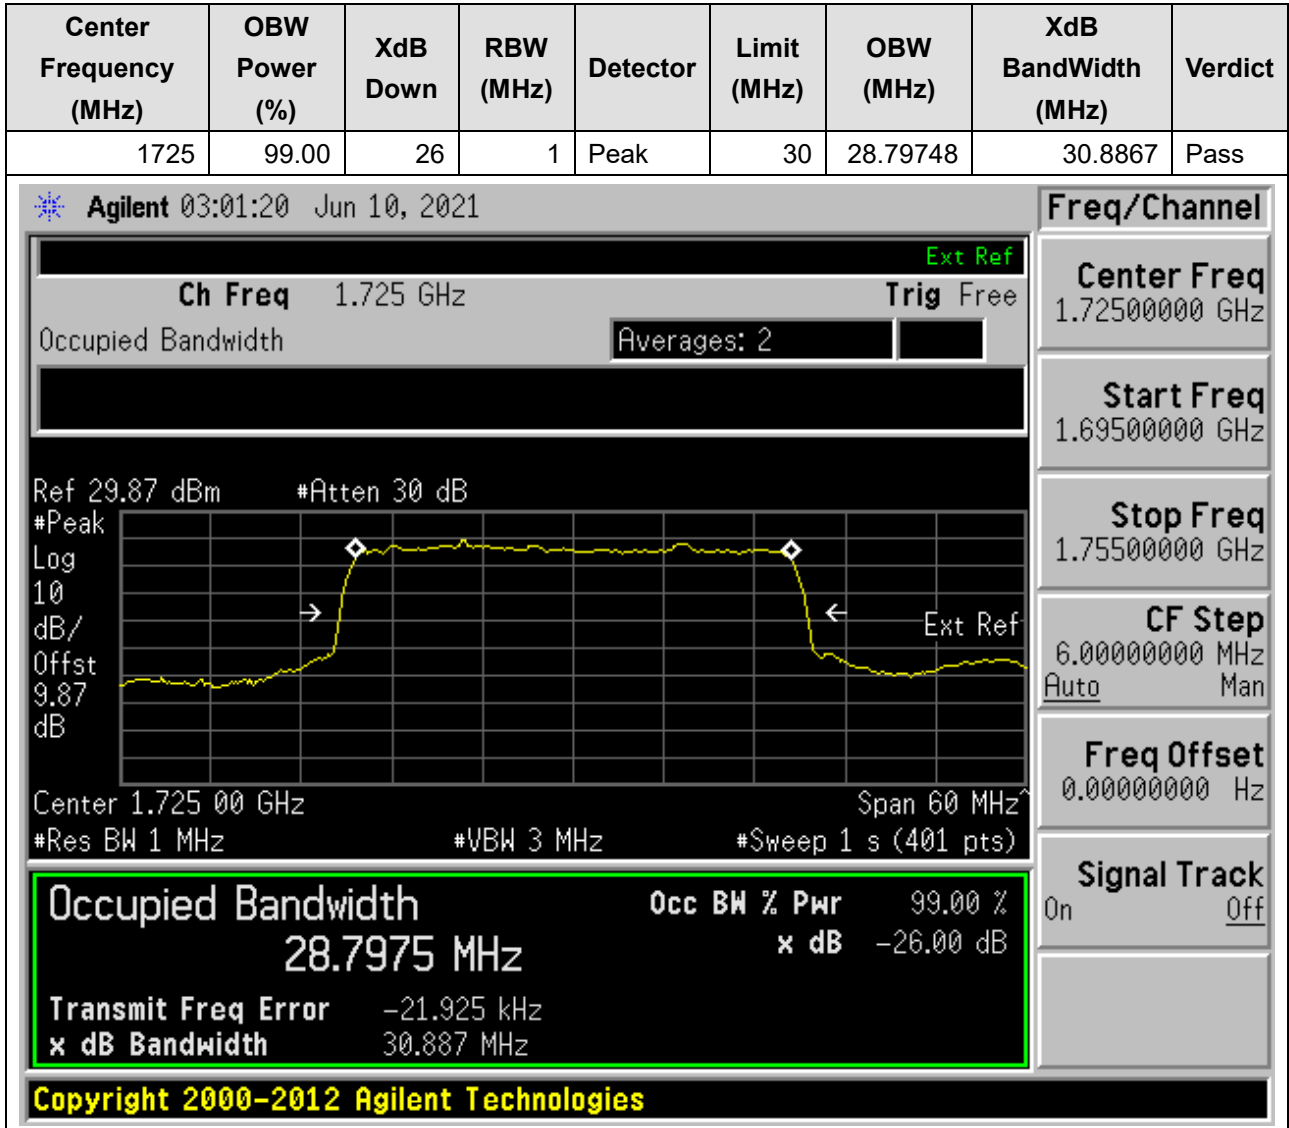 Center Frequency (MHz) OBW Power (%) XdB Down RBW (MHz) Detector Limit (MHz) OBW (MHz) XdB BandWidth (MHz) Verdict
1725 99.00 26 1 Peak 30 28.79748 30.8867 Pass
Agilent 03:01:20 Jun 10, 2021
Freq/Channel
Ext Ref
Ch Freq 1.725 GHz Trig Free
Occupied Bandwidth Averages: 2
Center Freq
1.72500000 GHz
Start Freq
1.69500000 GHz
Stop Freq
1.75500000 GHz
CF Step
6.00000000 MHz
Auto Man
Freq Offset
0.00000000 Hz
Signal Track
On Off
Ref 29.87 dBm #Atten 30 dB
#Peak
Log
10
dB/
Offst
9.87
dB
Ext Ref
Center 1.725 00 GHz Span 60 MHz^
#Res BW 1 MHz #VBW 3 MHz #Sweep 1 s (401 pts)
Occupied Bandwidth
28.7975 MHz
Occ BW % Pwr 99.00 %
x dB -26.00 dB
Transmit Freq Error -21.925 kHz
x dB Bandwidth 30.887 MHz
Copyright 2000-2012 Agilent Technologies